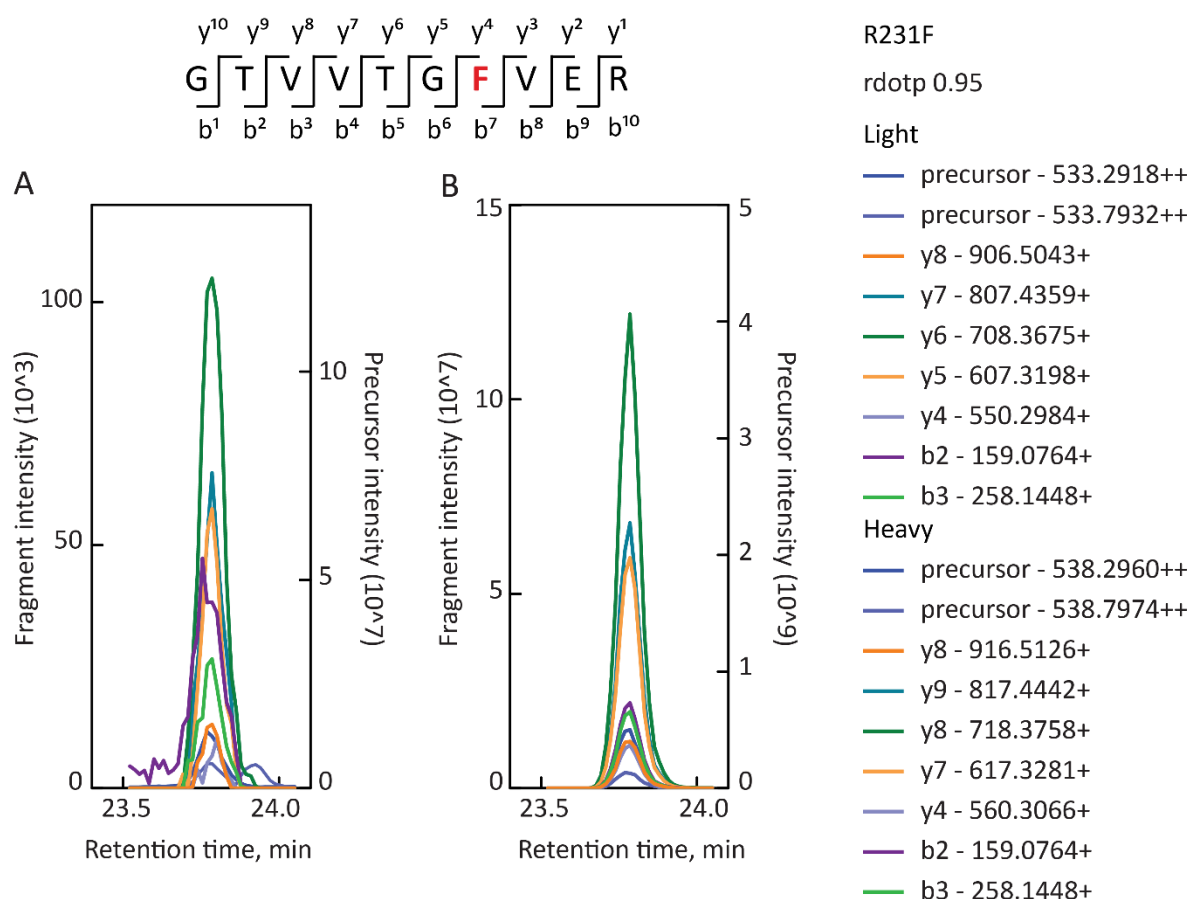 y10 y9 y8 y7 y6 y5 y4 y3 y2 y1
G T V V T G F V E R
b1 b2 b3 b4 b5 b6 b7 b8 b9 b10
A
Fragment intensity (10^3)
100
50
0
10
5
0
Precursor intensity (10^7)
23.5 24.0
Retention time, min
B
Fragment intensity (10^7)
15
10
5
0
5
4
3
2
1
0
Precursor intensity (10^9)
23.5 24.0
Retention time, min
R231F
rdotp 0.95
Light
precursor - 533.2918++
precursor - 533.7932++
y8 - 906.5043+
y7 - 807.4359+
y6 - 708.3675+
y5 - 607.3198+
y4 - 550.2984+
b2 - 159.0764+
b3 - 258.1448+
Heavy
precursor - 538.2960++
precursor - 538.7974++
y8 - 916.5126+
y9 - 817.4442+
y8 - 718.3758+
y7 - 617.3281+
y4 - 560.3066+
b2 - 159.0764+
b3 - 258.1448+